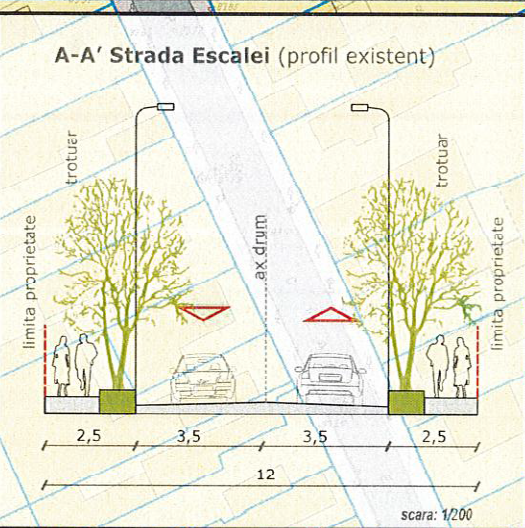 A-A’ Strada Escalei (profil existent)
trotuar
trotuar
limita proprietate
ax drum
limita proprietate
2,5
3,5
3,5
2,5
12
scara: 1/200